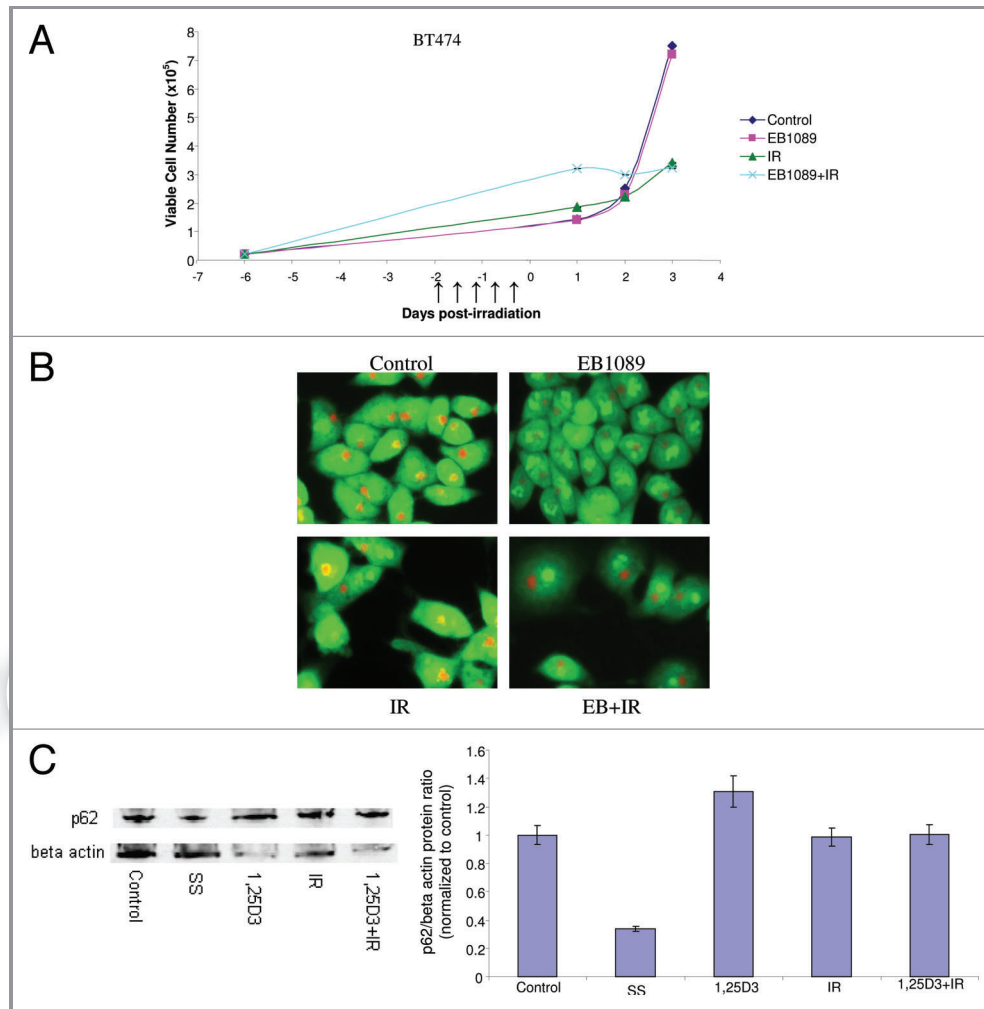 A
BT474
Viable Cell Number (x10⁵)
8
7
6
5
4
3
2
1
0
-7 -6 -5 -4 -3 -2 -1 0 1 2 3 4
Days post-irradiation
Control
EB1089
IR
EB1089+IR
B
Control EB1089
IR EB+IR
C
p62
beta actin
Control SS 1,25D3 IR 1,25D3+IR
p62/beta actin protein ratio
(normalized to control)
1.6
1.4
1.2
1
0.8
0.6
0.4
0.2
0
Control SS 1,25D3 IR 1,25D3+IR